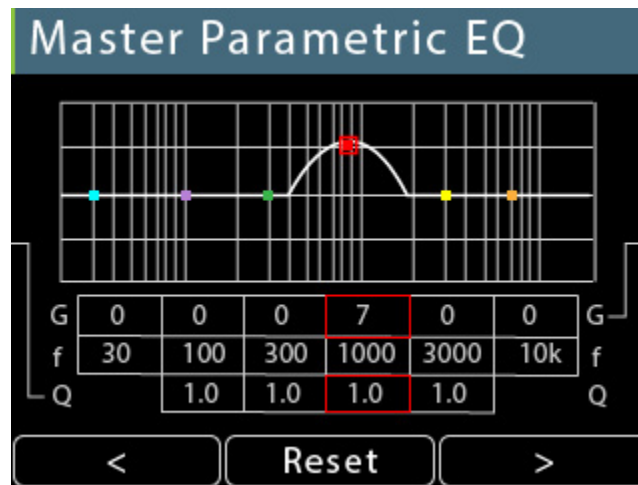 Master Parametric EQ
G 0 0 0 7 0 0 G
f 30 100 300 1000 3000 10k f
Q 1.0 1.0 1.0 1.0 Q
< Reset >